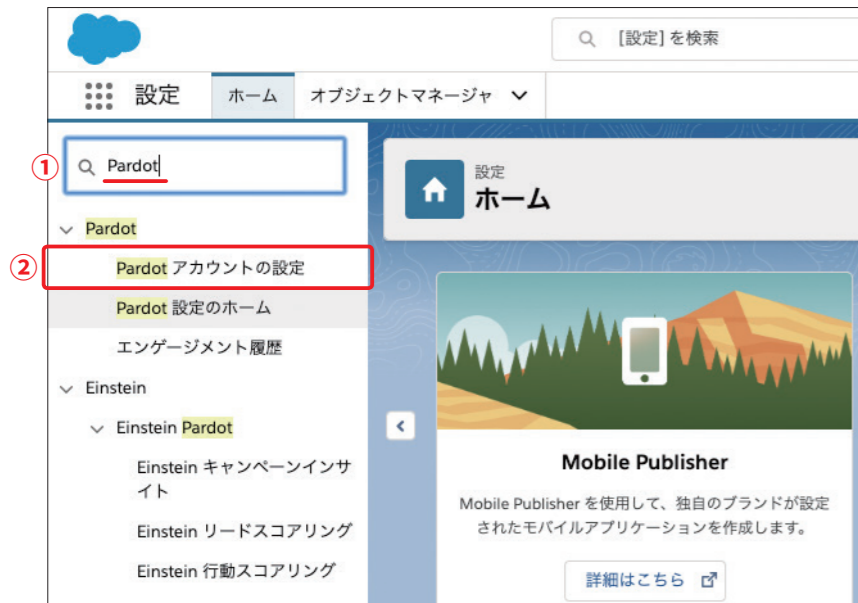 [設定] を検索
設定
ホーム
オブジェクトマネージャ
①
Pardot
設定
ホーム
Pardot
②
Pardot アカウントの設定
Pardot 設定のホーム
エンゲージメント履歴
Einstein
Einstein Pardot
Einstein キャンペーンインサ
イト
Einstein リードスコアリング
Einstein 行動スコアリング
Mobile Publisher
Mobile Publisher を使用して、独自のブランドが設定
されたモバイルアプリケーションを作成します。
詳細はこちら